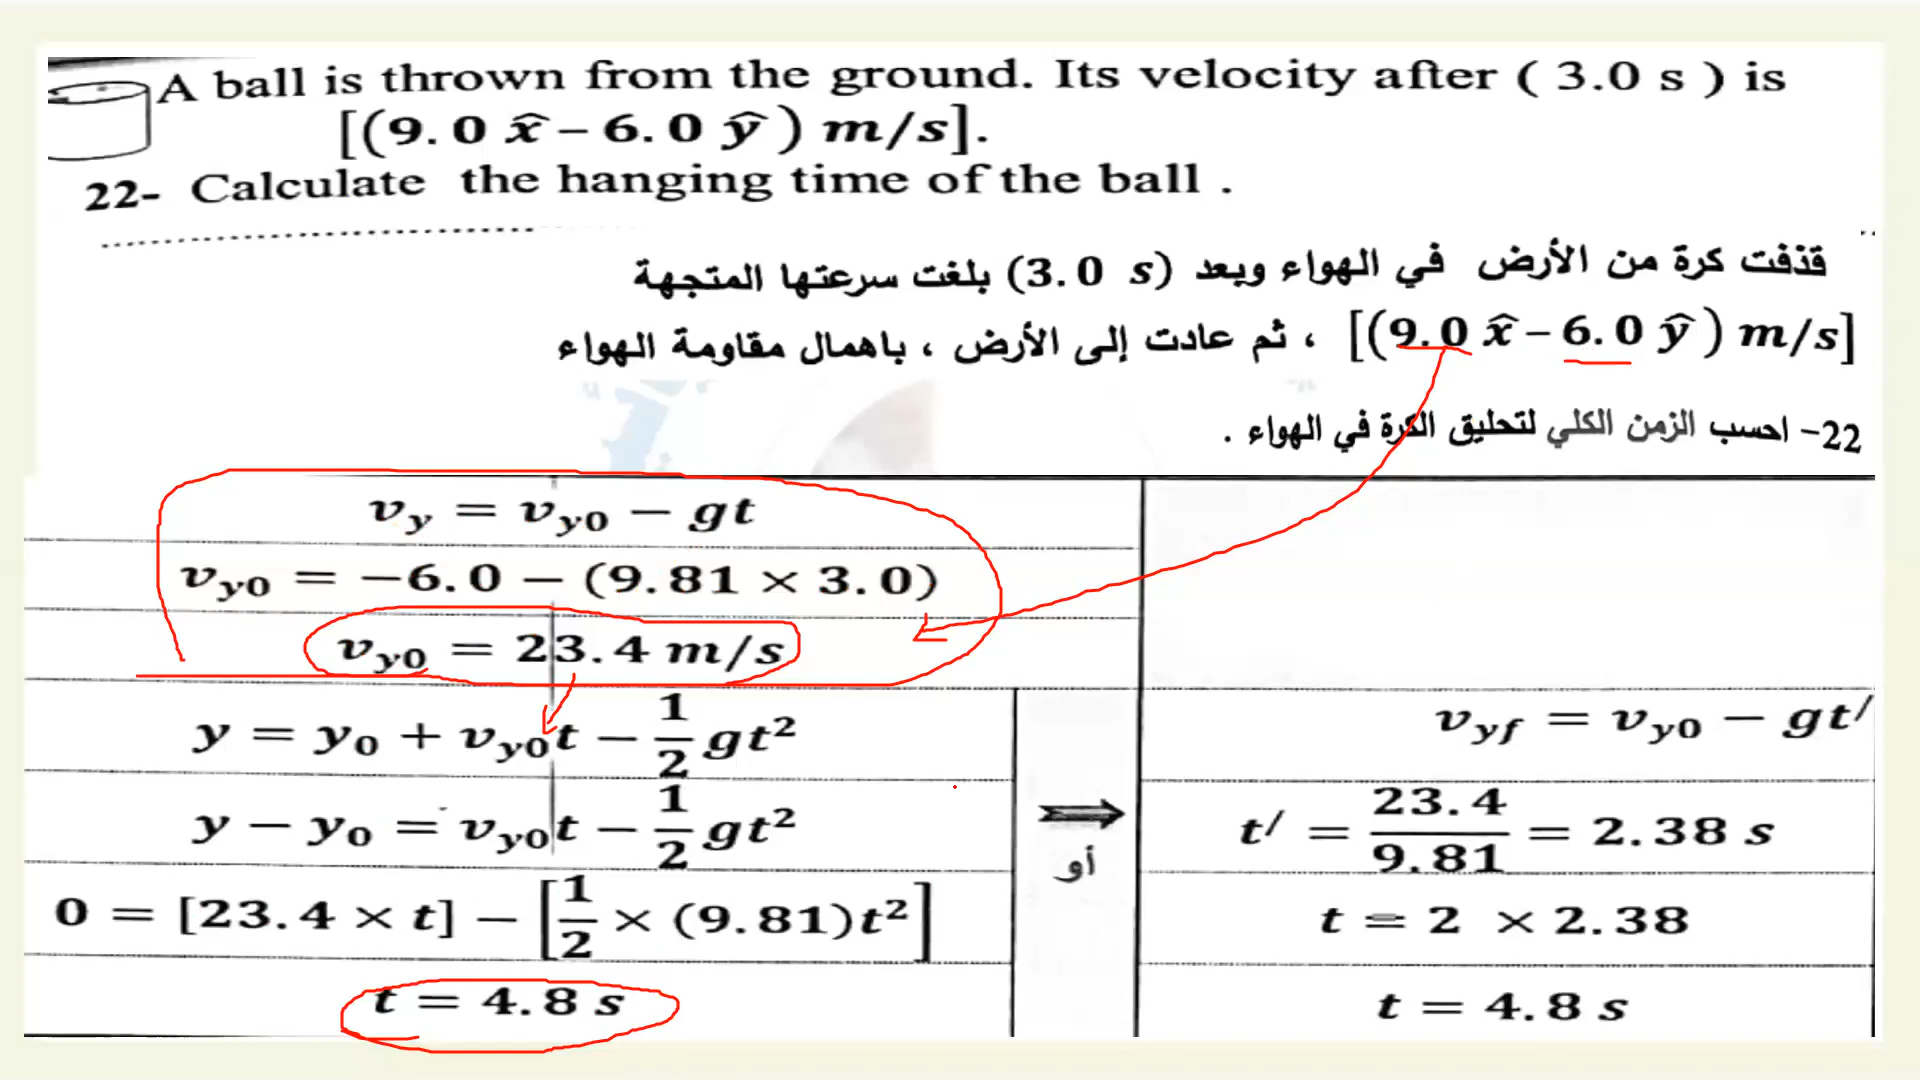 A ball is thrown from the ground. Its velocity after ( 3.0 s ) is
[(9.0 x̂ − 6.0 ŷ ) m/s].
22- Calculate the hanging time of the ball .
قذفت كرة من الأرض في الهواء وبعد (3.0 s) بلغت سرعتها المتجهة
[(9.0 x̂ − 6.0 ŷ ) m/s] ، ثم عادت إلى الأرض ، باهمال مقاومة الهواء
22- احسب الزمن الكلي لتحليق الكرة في الهواء .
v_y = v_y0 − gt
v_y0 = −6.0 − (9.81 × 3.0)
v_y0 = 23.4 m/s
y = y_0 + v_y0 t − 1/2 gt²
y − y_0 = v_y0 t − 1/2 gt²
0 = [23.4 × t] − [1/2 × (9.81)t²]
t = 4.8 s
أو
v_yf = v_y0 − gt/
t/ = 23.4/9.81 = 2.38 s
t = 2 × 2.38
t = 4.8 s